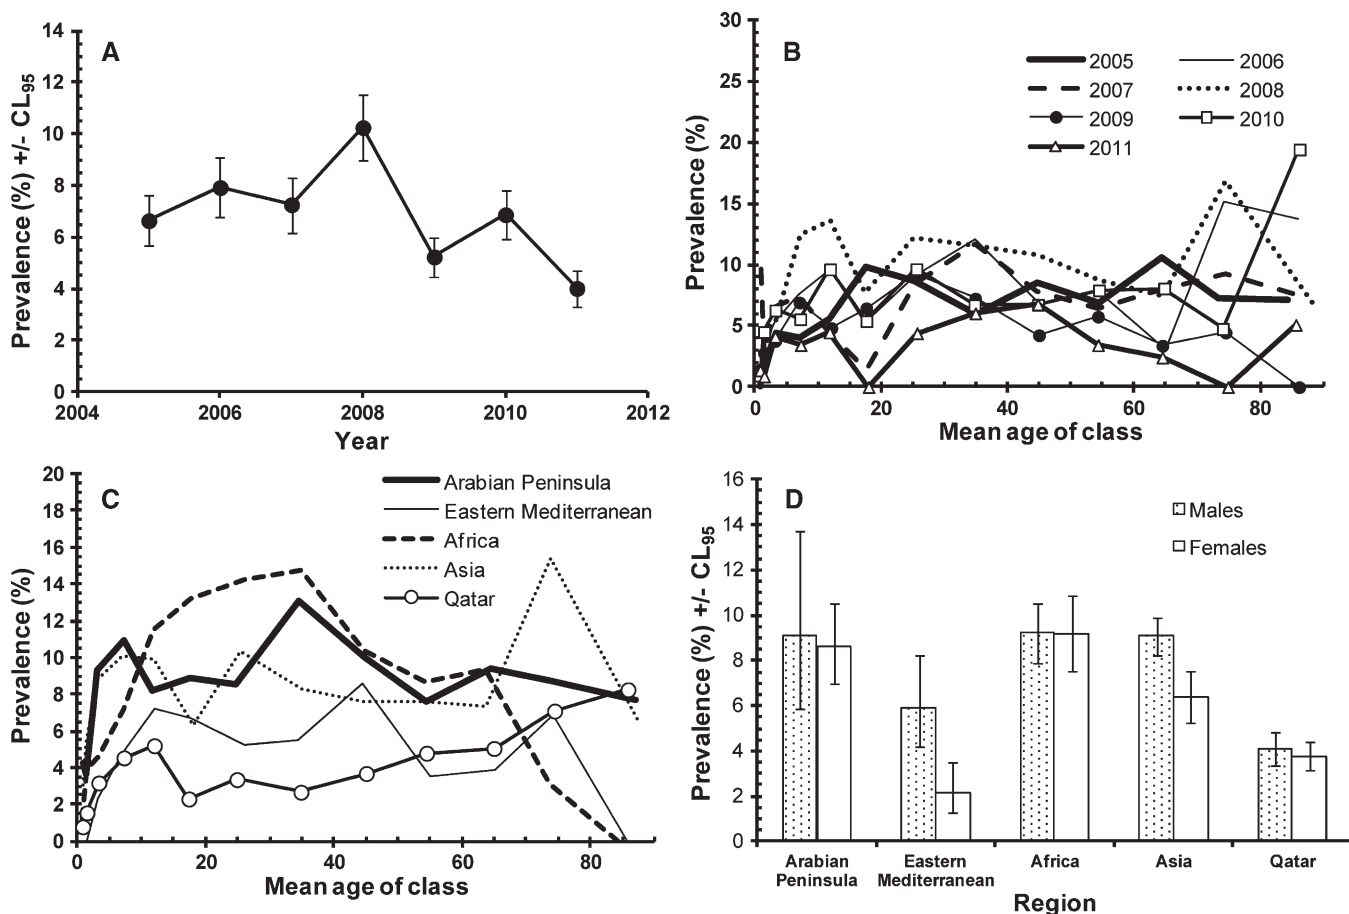 A
Prevalence (%) +/- CL95
14
12
10
8
6
4
2
0
2004 2006 2008 2010 2012
Year
B
Prevalence (%)
30
25
20
15
10
5
0
2005 2006
2007 2008
2009 2010
2011
0 20 40 60 80
Mean age of class
C
Prevalence (%)
20
18
16
14
12
10
8
6
4
2
0
Arabian Peninsula
Eastern Mediterranean
Africa
Asia
Qatar
0 20 40 60 80
Mean age of class
D
Prevalence (%) +/- CL95
16
14
12
10
8
6
4
2
0
Males
Females
Arabian Eastern Africa Asia Qatar
Peninsula Mediterranean
Region